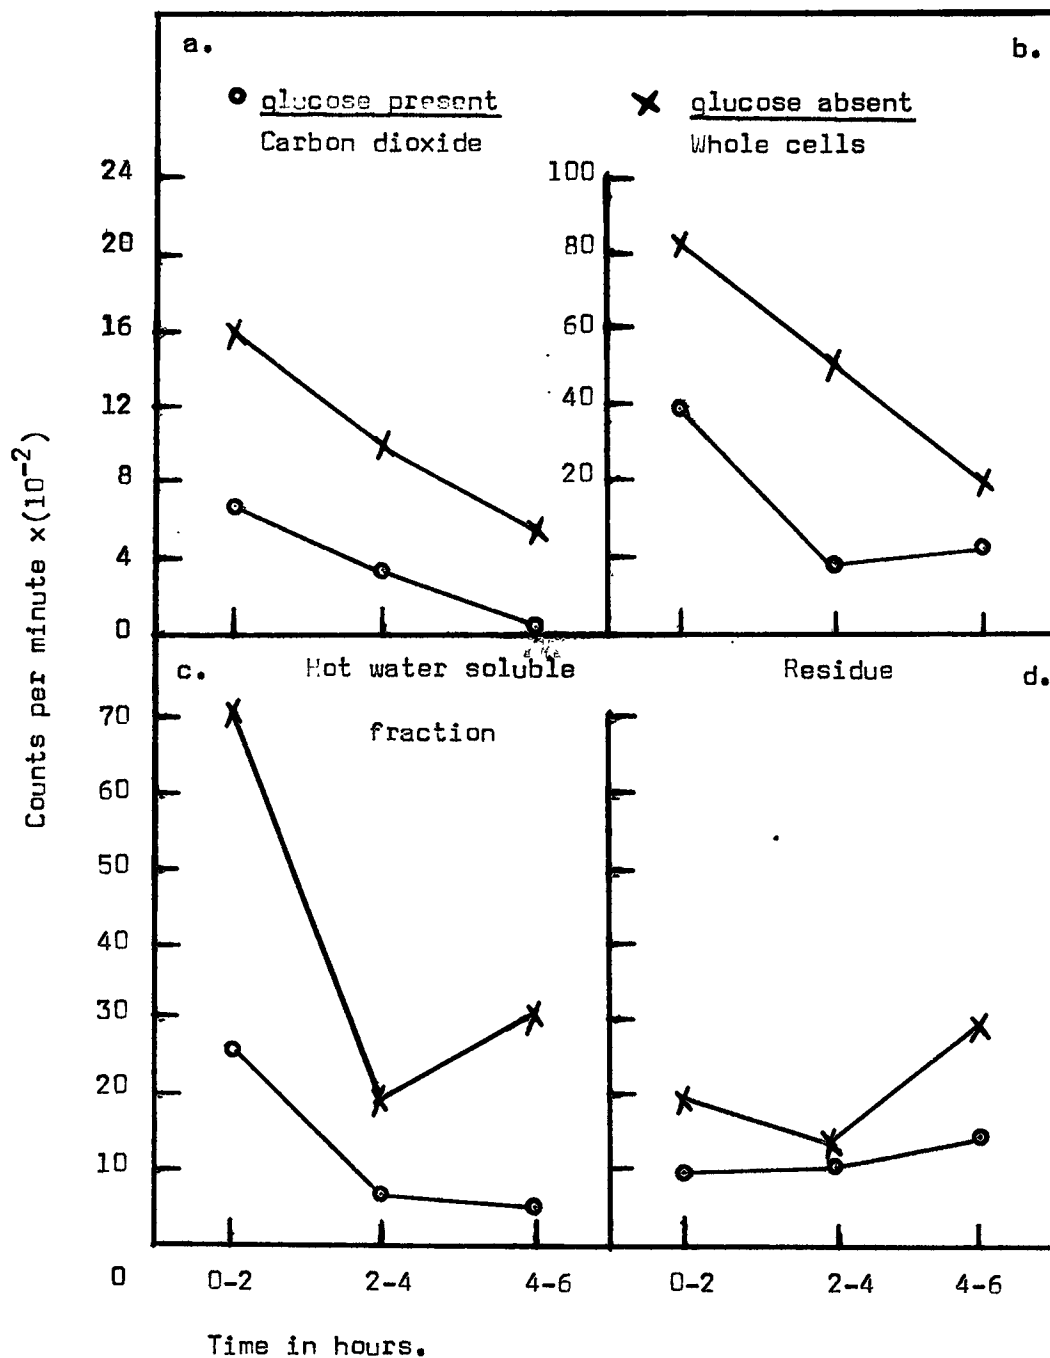 a.
b.
glucose present
glucose absent
Carbon dioxide
Whole cells
24
20
16
12
8
4
0
100
80
60
40
20
Counts per minute x(10⁻²)
c.
Hot water soluble
fraction
Residue
d.
70
60
50
40
30
20
10
0
0-2
2-4
4-6
0-2
2-4
4-6
Time in hours.